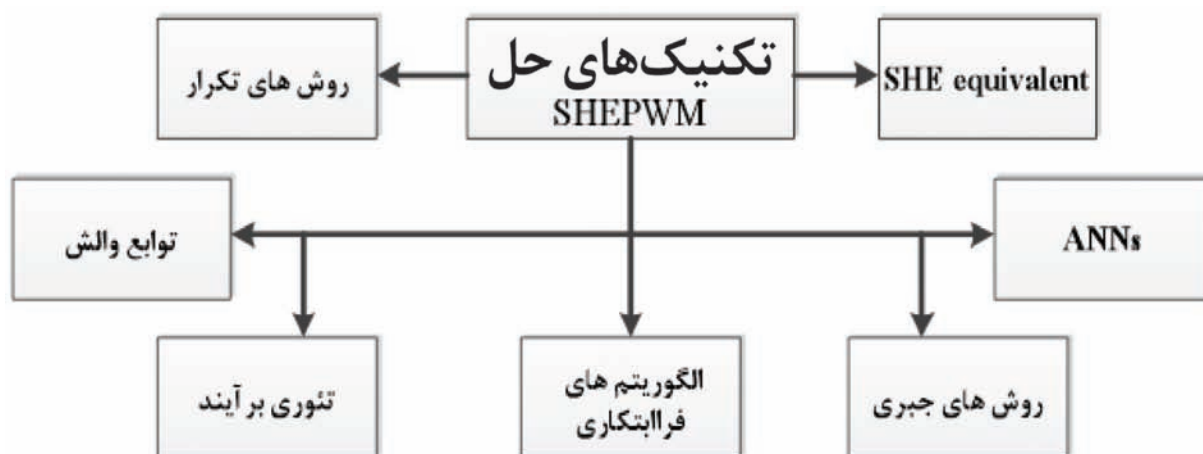 تکنیک‌های حل
SHEPWM
SHE equivalent
روش های تکرار
ANNs
توابع والش
روش های جبری
الگوریتم های
فراابتکاری
تئوری بر آیند